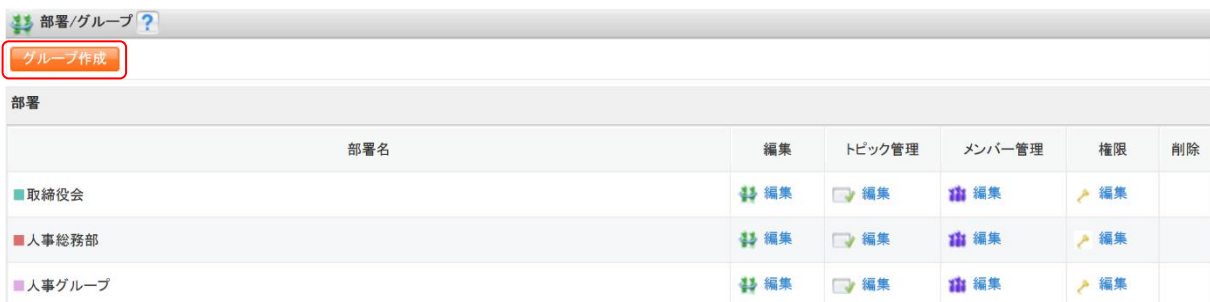 部署/グループ ?
グループ作成
部署
部署名 編集 トピック管理 メンバー管理 権限 削除
■取締役会 編集 編集 編集 編集
■人事総務部 編集 編集 編集 編集
■人事グループ 編集 編集 編集 編集